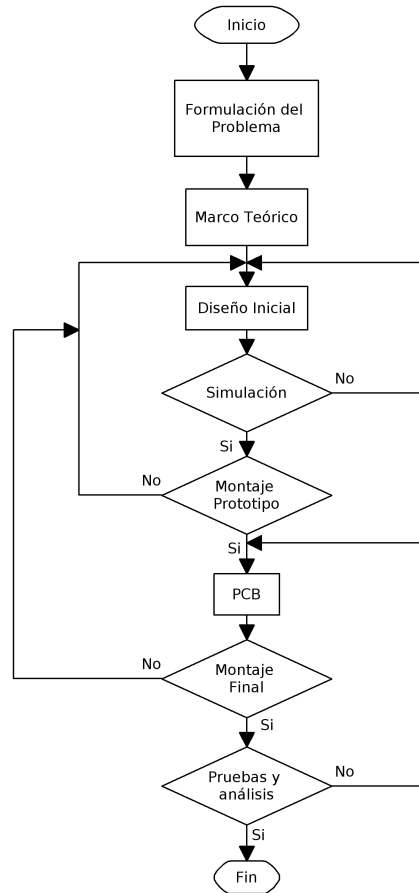 Inicio
Formulación del
Problema
Marco Teórico
Diseño Inicial
Simulación
No
Si
Montaje
Prototipo
No
Si
PCB
Montaje
Final
No
Si
Pruebas y
análisis
No
Si
Fin